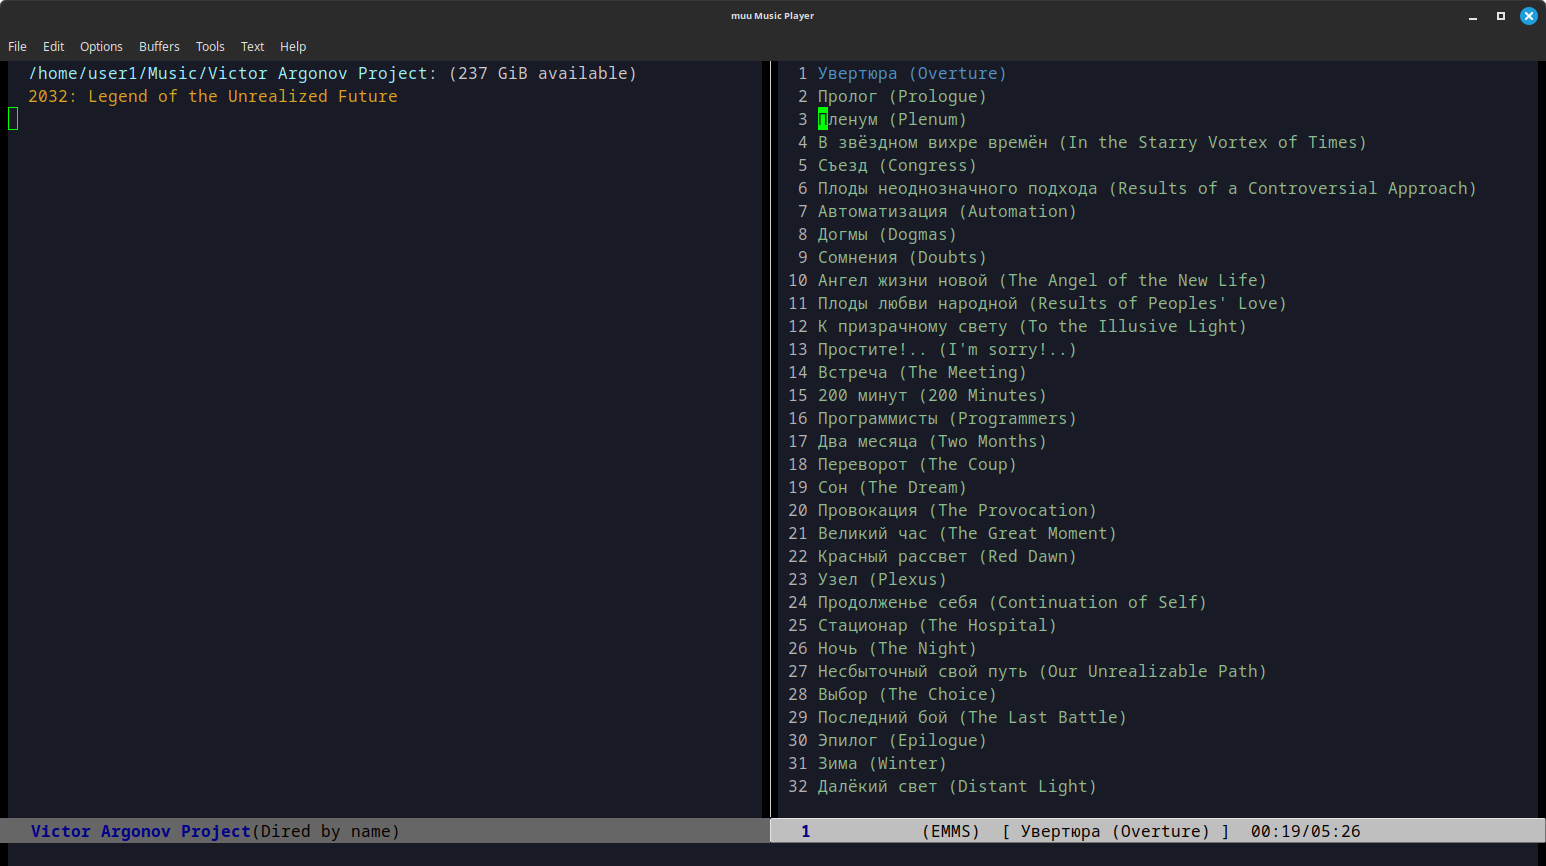 muu Music Player
File Edit Options Buffers Tools Text Help
/home/user1/Music/Victor Argonov Project: (237 GiB available)
2032: Legend of the Unrealized Future
1 Увертюра (Overture)
2 Пролог (Prologue)
3 Пленум (Plenum)
4 В звёздном вихре времён (In the Starry Vortex of Times)
5 Съезд (Congress)
6 Плоды неоднозначного подхода (Results of a Controversial Approach)
7 Автоматизация (Automation)
8 Догмы (Dogmas)
9 Сомнения (Doubts)
10 Ангел жизни новой (The Angel of the New Life)
11 Плоды любви народной (Results of Peoples' Love)
12 К призрачному свету (To the Illusive Light)
13 Простите!.. (I'm sorry!..)
14 Встреча (The Meeting)
15 200 минут (200 Minutes)
16 Программисты (Programmers)
17 Два месяца (Two Months)
18 Переворот (The Coup)
19 Сон (The Dream)
20 Провокация (The Provocation)
21 Великий час (The Great Moment)
22 Красный рассвет (Red Dawn)
23 Узел (Plexus)
24 Продолженье себя (Continuation of Self)
25 Стационар (The Hospital)
26 Ночь (The Night)
27 Несбыточный свой путь (Our Unrealizable Path)
28 Выбор (The Choice)
29 Последний бой (The Last Battle)
30 Эпилог (Epilogue)
31 Зима (Winter)
32 Далёкий свет (Distant Light)
Victor Argonov Project(Dired by name)
1 (EMMS) [ Увертюра (Overture) ] 00:19/05:26